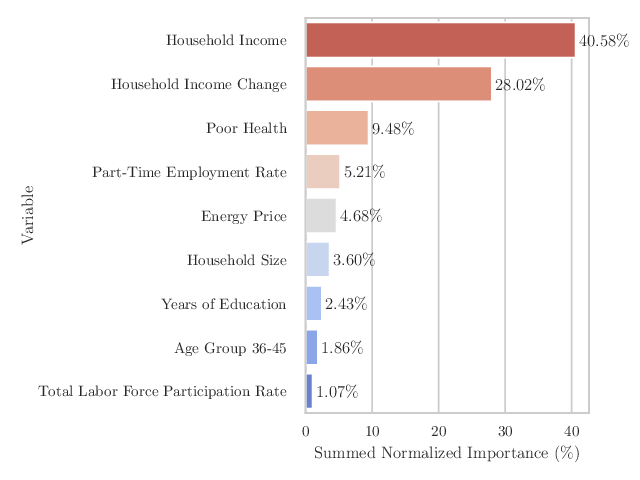 Household Income
40.58%
Household Income Change
28.02%
Poor Health
9.48%
Part-Time Employment Rate
5.21%
Energy Price
4.68%
Household Size
3.60%
Years of Education
2.43%
Age Group 36-45
1.86%
Total Labor Force Participation Rate
1.07%
Variable
0 10 20 30 40
Summed Normalized Importance (%)